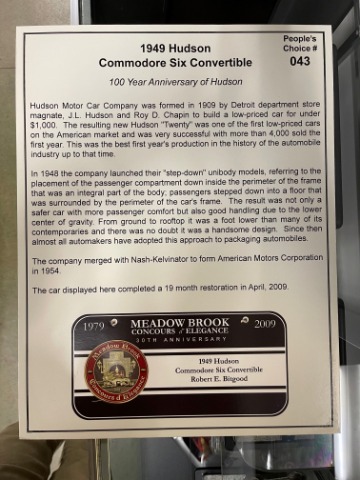 People's
Choice #
043
1949 Hudson
Commodore Six Convertible
100 Year Anniversary of Hudson
Hudson Motor Car Company was formed in 1909 by Detroit department store
magnate, J.L. Hudson and Roy D. Chapin to build a low-priced car for under
$1,000. The resulting new Hudson "Twenty" was one of the first low-priced cars
on the American market and was very successful with more than 4,000 sold the
first year. This was the best first year's production in the history of the automobile
industry up to that time.
In 1948 the company launched their "step-down" unibody models, referring to the
placement of the passenger compartment down inside the perimeter of the frame
that was an integral part of the body, passengers stepped down into a floor that
was surrounded by the perimeter of the car's frame. The result was not only a
safer car with more passenger comfort but also good handling due to the lower
center of gravity. From ground to rooftop it was a foot lower than many of its
contemporaries and there was no doubt it was a handsome design. Since then
almost all automakers have adopted this approach to packaging automobiles.
The company merged with Nash-Kelvinator to form American Motors Corporation
in 1954.
The car displayed here completed a 19 month restoration in April, 2009.
1979 MEADOW BROOK 2009
CONCOURS d'ELEGANCE
30TH ANNIVERSARY
Meadow Brook
Concours d'Elegance
1949 Hudson
Commodore Six Convertible
Robert E. Bitgood